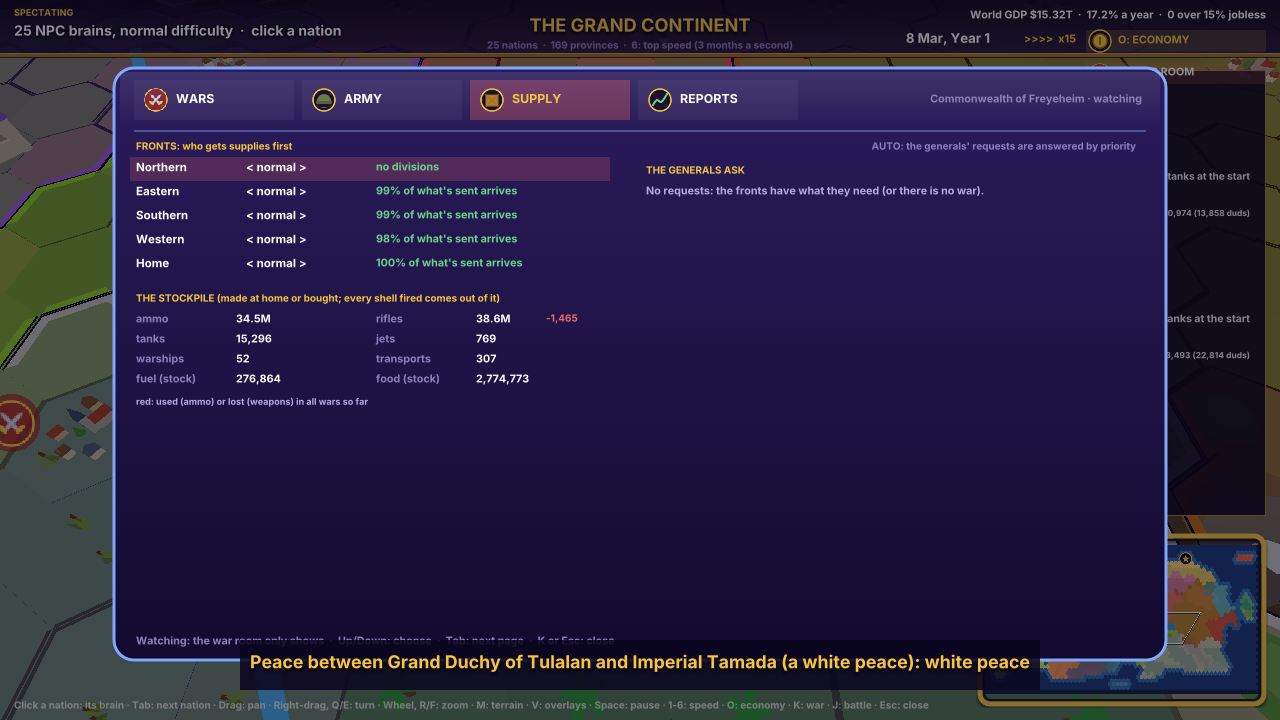 SPECTATING
25 NPC brains, normal difficulty · click a nation
THE GRAND CONTINENT
25 nations · 169 provinces · 6: top speed (3 months a second)
World GDP $15.32T · 17.2% a year · 0 over 15% jobless
8 Mar, Year 1
>>>> x15
O: ECONOMY
ROOM
WARS
ARMY
SUPPLY
REPORTS
Commonwealth of Freyeheim · watching
FRONTS: who gets supplies first
AUTO: the generals' requests are answered by priority
Northern < normal > no divisions
Eastern < normal > 99% of what's sent arrives
Southern < normal > 99% of what's sent arrives
Western < normal > 98% of what's sent arrives
Home < normal > 100% of what's sent arrives
THE GENERALS ASK
No requests: the fronts have what they need (or there is no war).
tanks at the start
0,974 (13,858 duds)
anks at the start
3,493 (22,814 duds)
THE STOCKPILE (made at home or bought; every shell fired comes out of it)
ammo 34.5M rifles 38.6M -1,465
tanks 15,296 jets 769
warships 52 transports 307
fuel (stock) 276,864 food (stock) 2,774,773
red: used (ammo) or lost (weapons) in all wars so far
Watching: the war room only shows · Up/Down: choose · Tab: next page · K or Esc: close
Peace between Grand Duchy of Tulalan and Imperial Tamada (a white peace): white peace
Click a nation: its brain · Tab: next nation · Drag: pan · Right-drag, Q/E: turn · Wheel, R/F: zoom · M: terrain · V: overlays · Space: pause · 1-6: speed · O: economy · K: war · J: battle · Esc: close